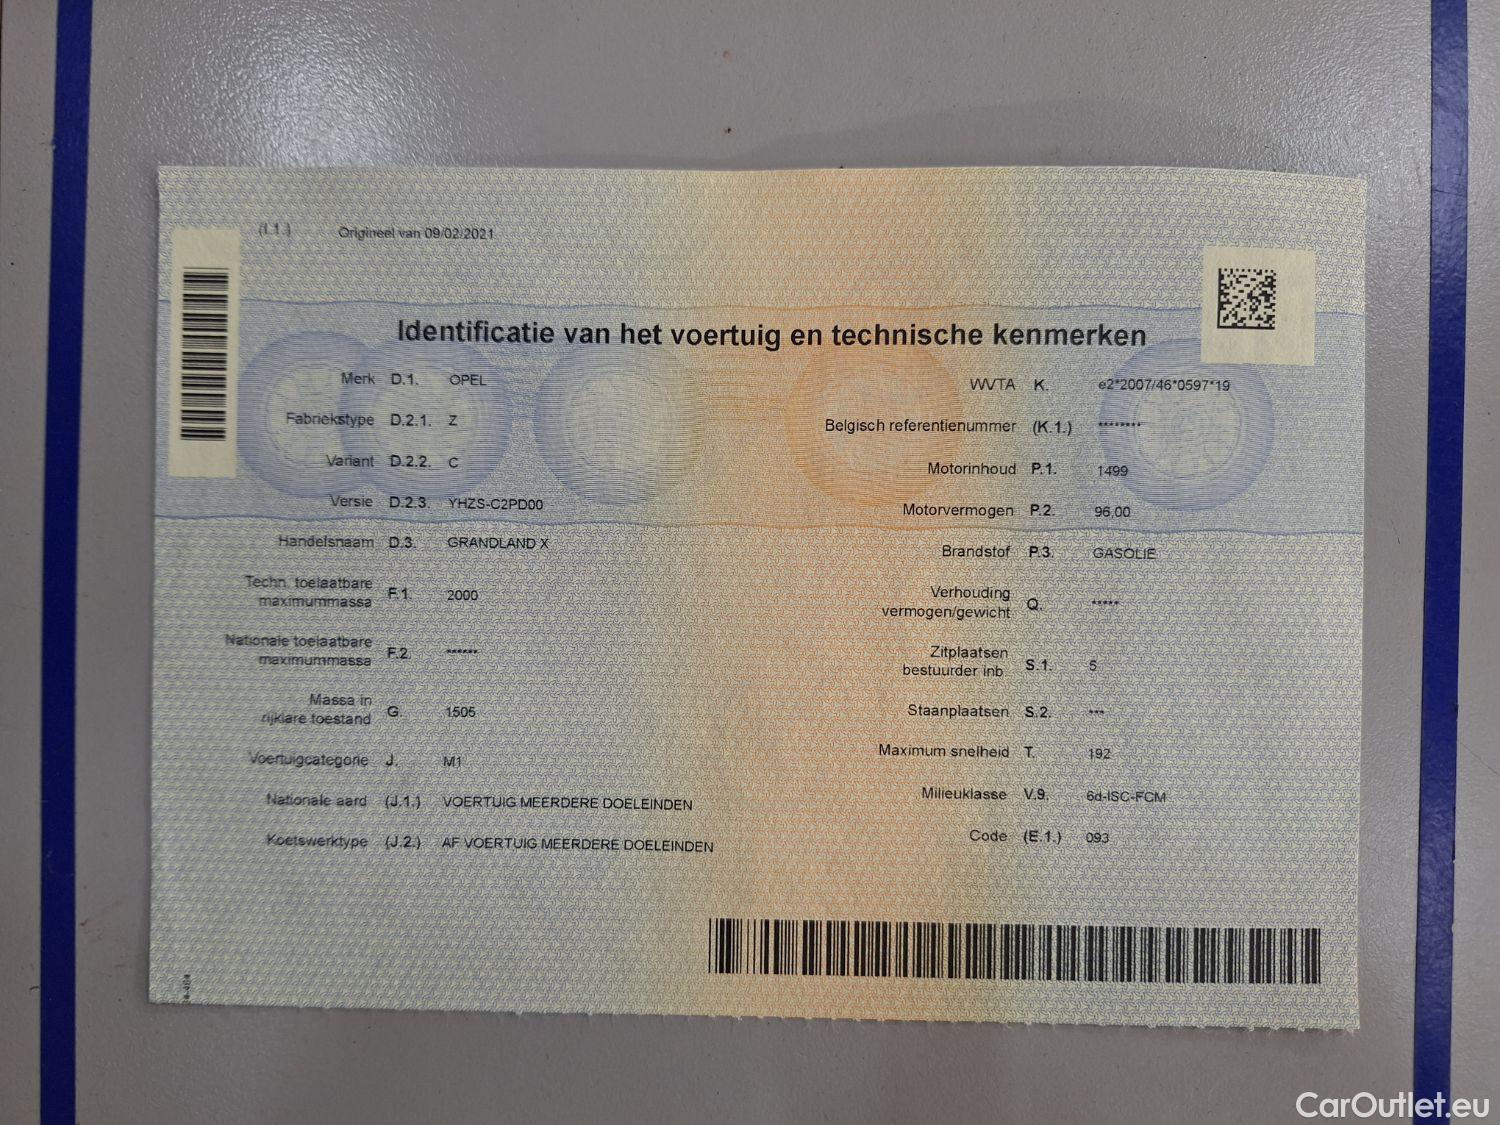 (I.1.) Origineel van 09/02/2021
Identificatie van het voertuig en technische kenmerken
Merk D.1. OPEL
Fabriekstype D.2.1. Z
Variant D.2.2. C
Versie D.2.3. YHZS-C2PD00
Handelsnaam D.3. GRANDLAND X
Techn. toelaatbare
maximummassa F.1. 2000
Nationale toelaatbare
maximummassa F.2. ******
Massa in
rijklare toestand G. 1505
Voertuigcategorie J. M1
Nationale aard (J.1.) VOERTUIG MEERDERE DOELEINDEN
Koetswerktype (J.2.) AF VOERTUIG MEERDERE DOELEINDEN
WVTA K. e2*2007/46*0597*19
Belgisch referentienummer (K.1.) ********
Motorinhoud P.1. 1499
Motorvermogen P.2. 96,00
Brandstof P.3. GASOLIE
Verhouding
vermogen/gewicht Q. *****
Zitplaatsen
bestuurder inb. S.1. 5
Staanplaatsen S.2. ***
Maximum snelheid T. 192
Milieuklasse V.9. 6d-ISC-FCM
Code (E.1.) 093
CarOutlet.eu